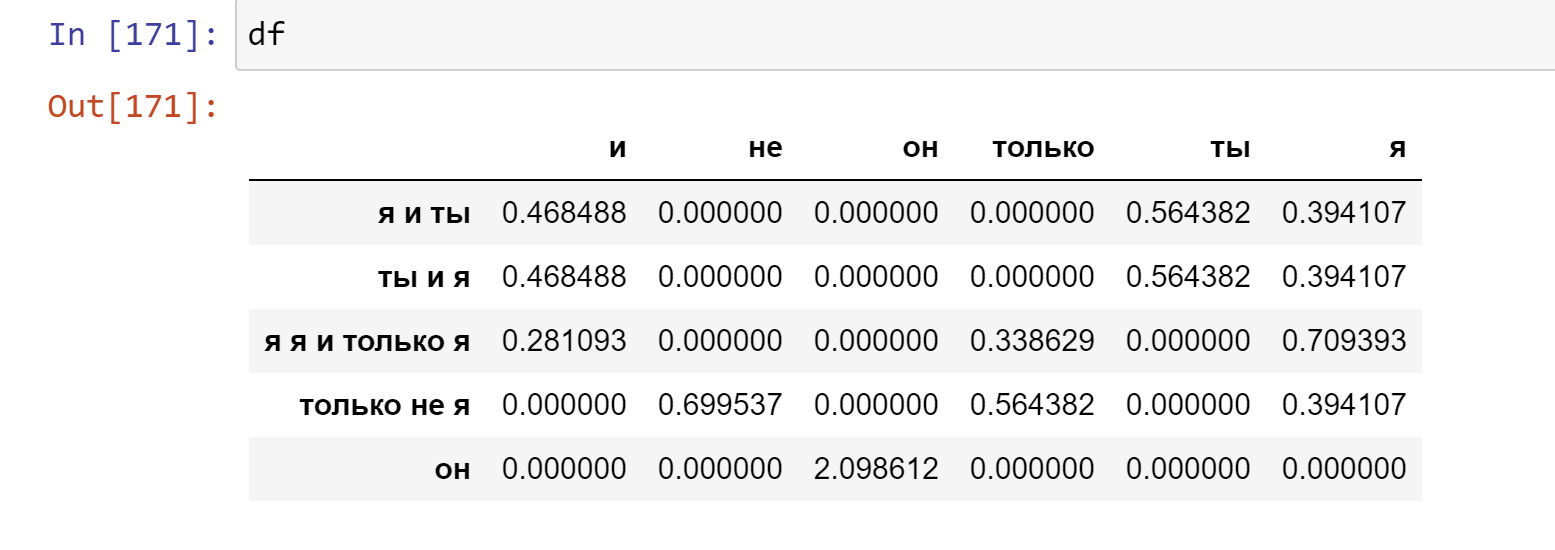 In [171]: df
Out[171]:
и не он только ты я
я и ты 0.468488 0.000000 0.000000 0.000000 0.564382 0.394107
ты и я 0.468488 0.000000 0.000000 0.000000 0.564382 0.394107
я я и только я 0.281093 0.000000 0.000000 0.338629 0.000000 0.709393
только не я 0.000000 0.699537 0.000000 0.564382 0.000000 0.394107
он 0.000000 0.000000 2.098612 0.000000 0.000000 0.000000